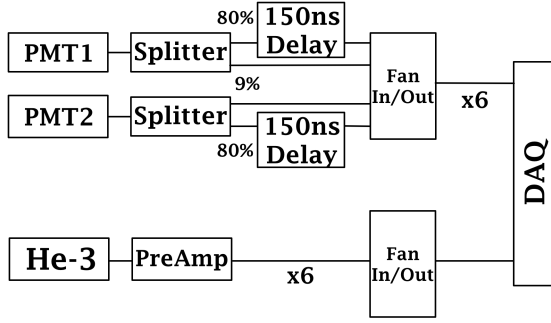 80%
150ns
Delay
PMT1
Splitter
Fan
In/Out
9%
x6
PMT2
Splitter
150ns
Delay
80%
DAQ
He-3
PreAmp
x6
Fan
In/Out